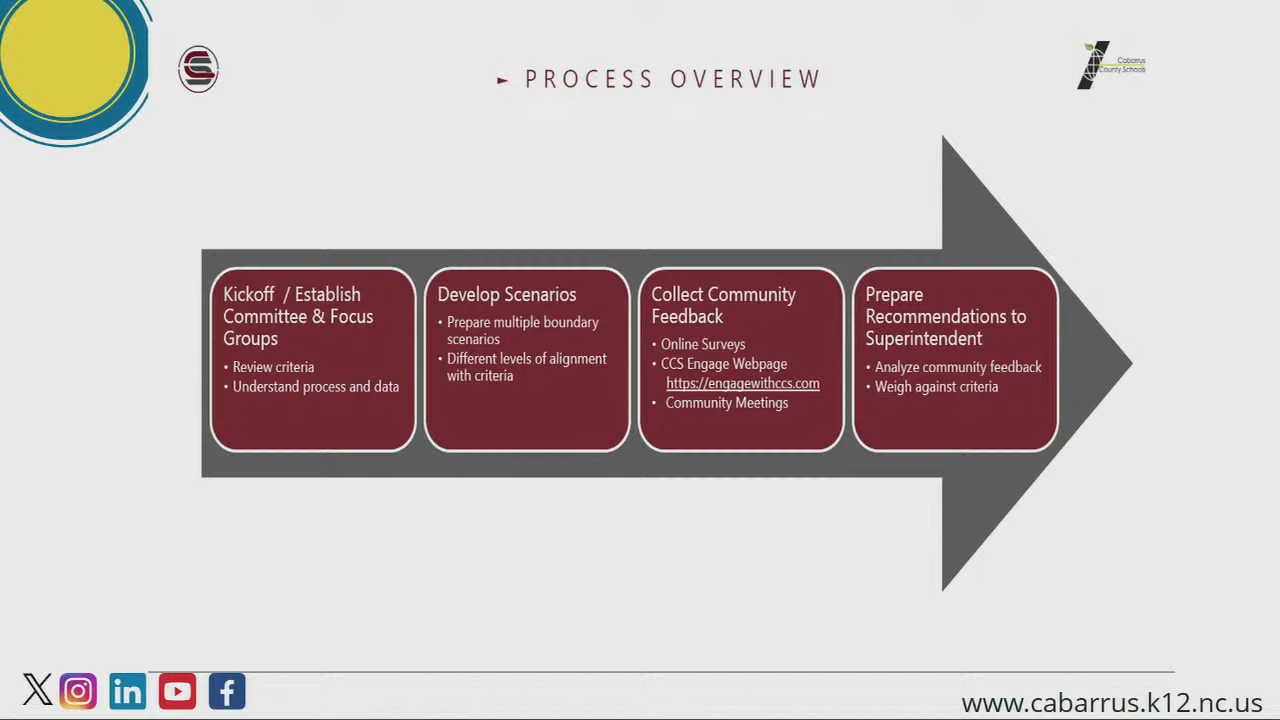 ► PROCESS OVERVIEW
Cabarrus
County Schools
Kickoff / Establish
Committee & Focus
Groups
• Review criteria
• Understand process and data
Develop Scenarios
• Prepare multiple boundary
scenarios
• Different levels of alignment
with criteria
Collect Community
Feedback
• Online Surveys
• CCS Engage Webpage
https://engagewithccs.com
• Community Meetings
Prepare
Recommendations to
Superintendent
• Analyze community feedback
• Weigh against criteria
www.cabarrus.k12.nc.us